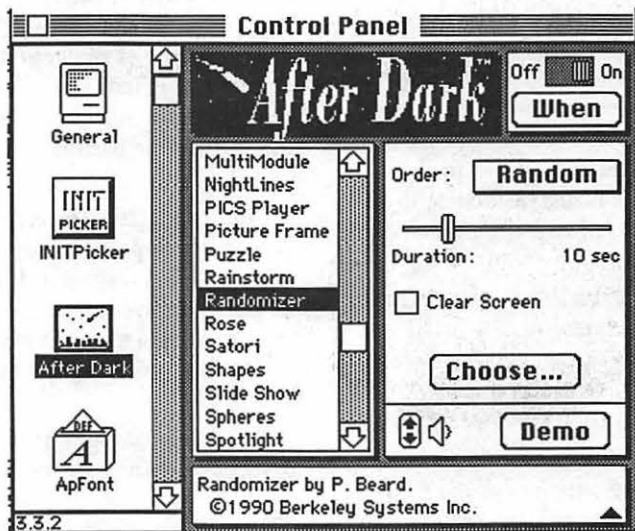 Control Panel
General
INIT
PICKER
INITPicker
After Dark
DEF
A
ApFont
3.3.2
After Dark™
Off On
When
MultiModule
NightLines
PICS Player
Picture Frame
Puzzle
Rainstorm
Randomizer
Rose
Satori
Shapes
Slide Show
Spheres
Spotlight
Order: Random
Duration: 10 sec
Clear Screen
Choose...
Demo
Randomizer by P. Beard.
©1990 Berkeley Systems Inc.